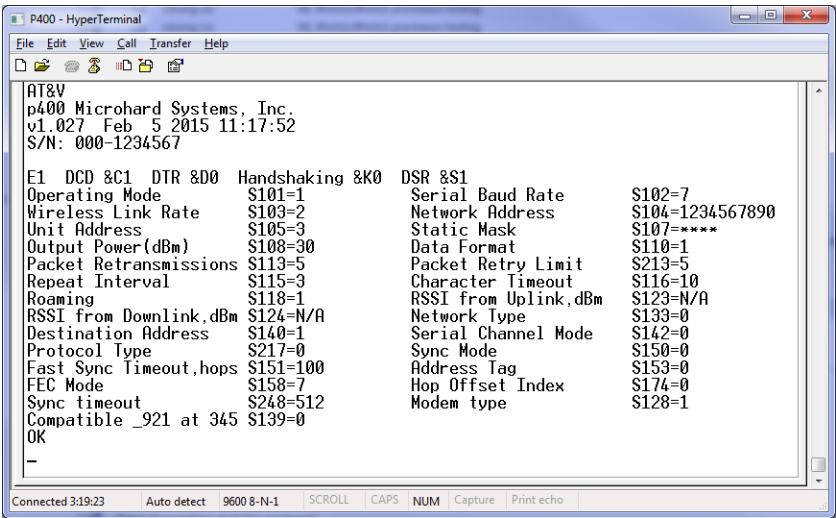 P400 - HyperTerminal
File Edit View Call Transfer Help
AT&V
p400 Microhard Systems, Inc.
v1.027  Feb  5 2015 11:17:52
S/N: 000-1234567
E1  DCD &C1  DTR &D0  Handshaking &K0  DSR &S1
Operating Mode S101=1 Serial Baud Rate S102=7
Wireless Link Rate S103=2 Network Address S104=1234567890
Unit Address S105=3 Static Mask S107=****
Output Power(dBm) S108=30 Data Format S110=1
Packet Retransmissions S113=5 Packet Retry Limit S213=5
Repeat Interval S115=3 Character Timeout S116=10
Roaming S118=1 RSSI from Uplink,dBm S123=N/A
RSSI from Downlink,dBm S124=N/A Network Type S133=0
Destination Address S140=1 Serial Channel Mode S142=0
Protocol Type S217=0 Sync Mode S150=0
Fast Sync Timeout,hops S151=100 Address Tag S153=0
FEC Mode S158=7 Hop Offset Index S174=0
Sync timeout S248=512 Modem type S128=1
Compatible _921 at 345 S139=0
OK
_
Connected 3:19:23 Auto detect 9600 8-N-1 SCROLL CAPS NUM Capture Print echo